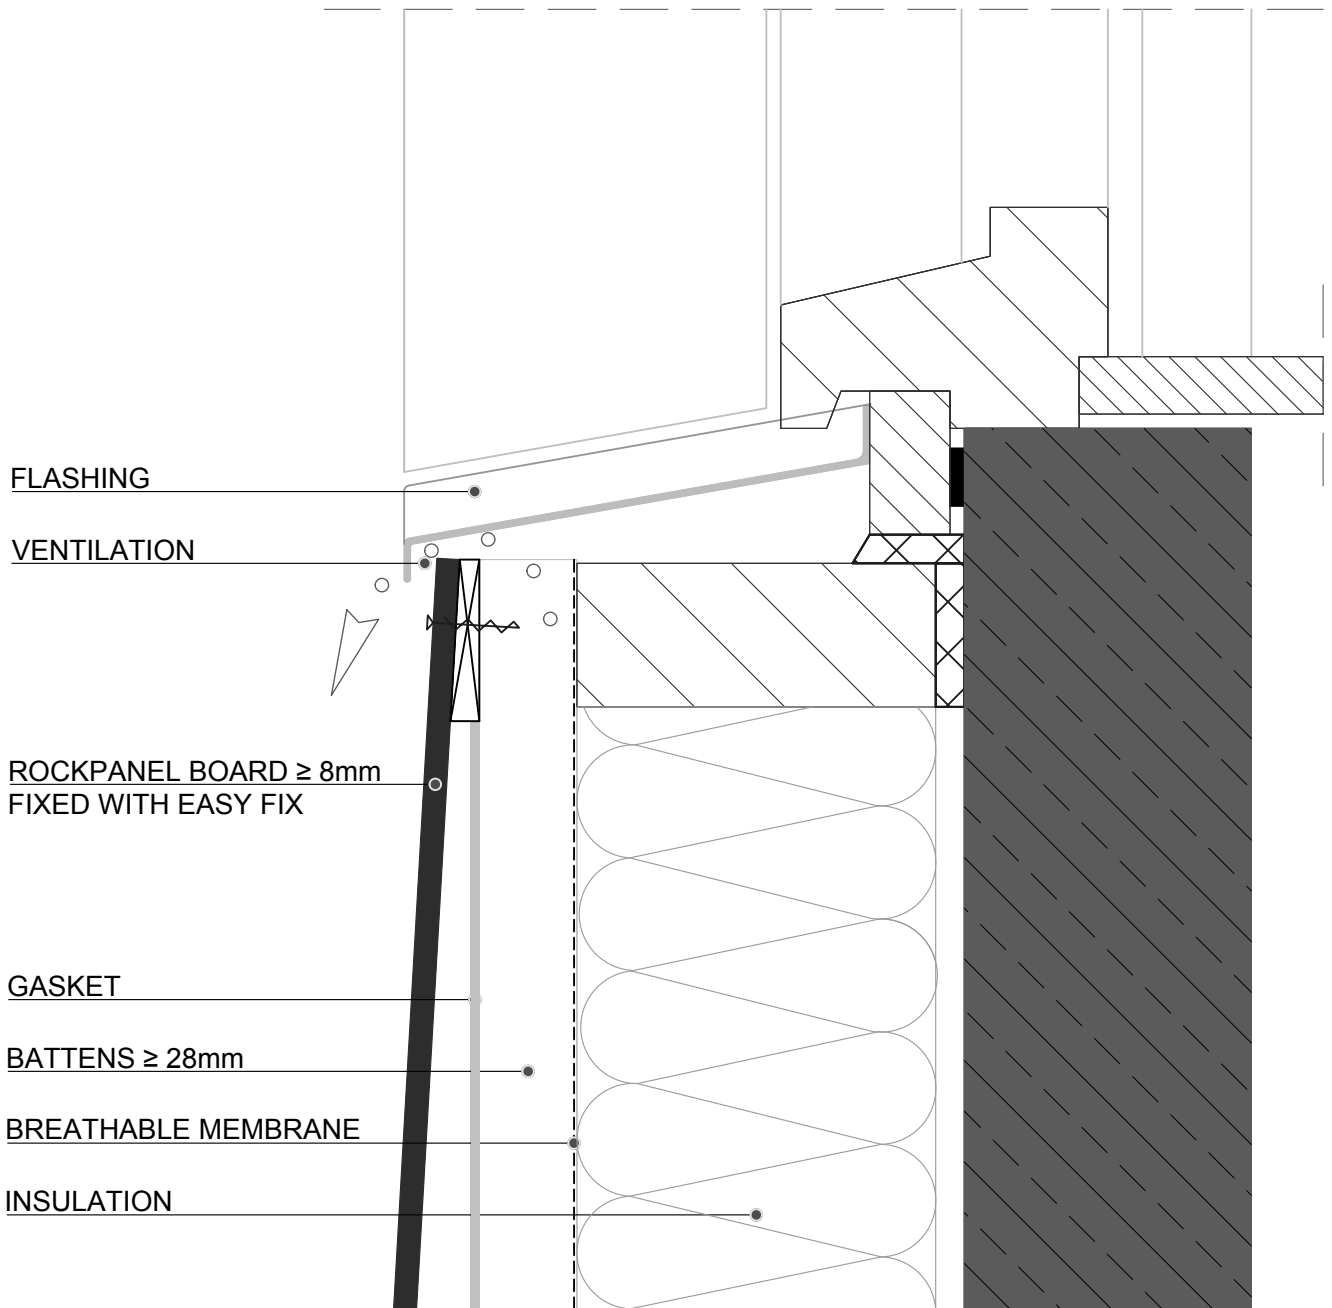 FLASHING
VENTILATION
ROCKPANEL BOARD ≥ 8mm
FIXED WITH EASY FIX
GASKET
BATTENS ≥ 28mm
BREATHABLE MEMBRANE
INSULATION